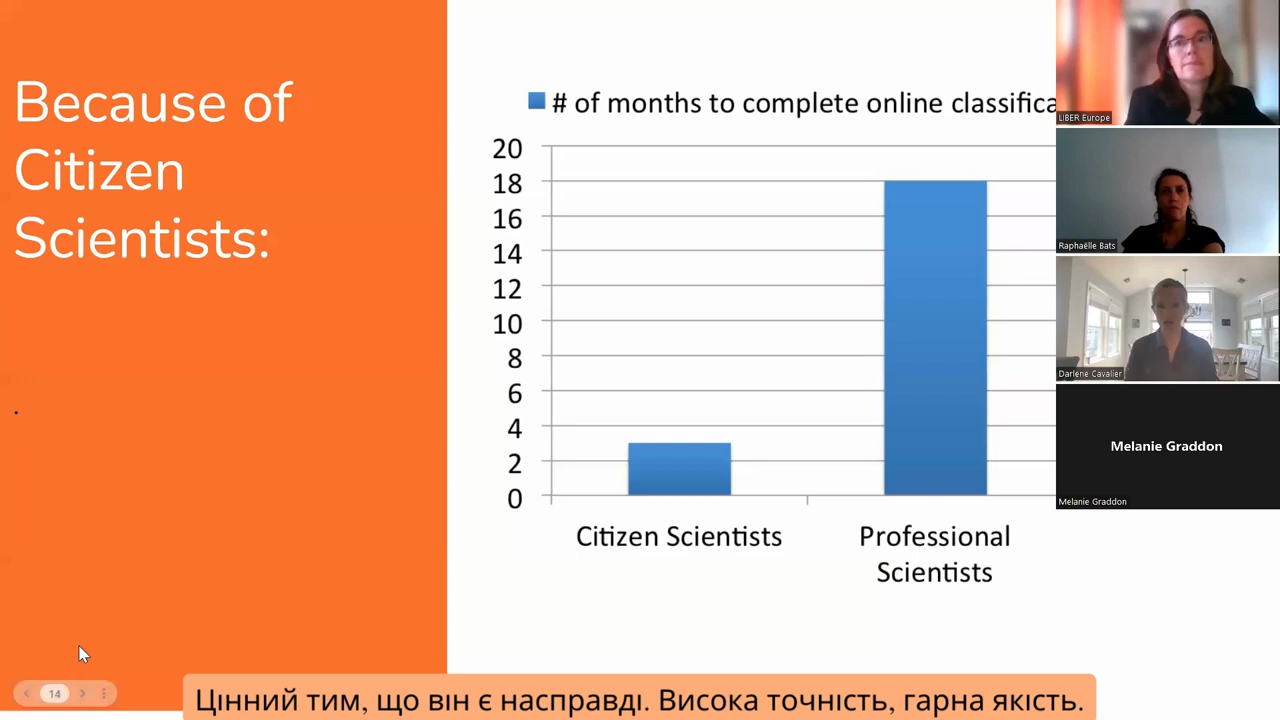 Because of
Citizen
Scientists:
.
# of months to complete online classifica
20
18
16
14
12
10
8
6
4
2
0
Citizen Scientists
Professional
Scientists
LIBER Europe
Raphaëlle Bats
Darlene Cavalier
Melanie Graddon
Melanie Graddon
14
Цінний тим, що він є насправді. Висока точність, гарна якість.